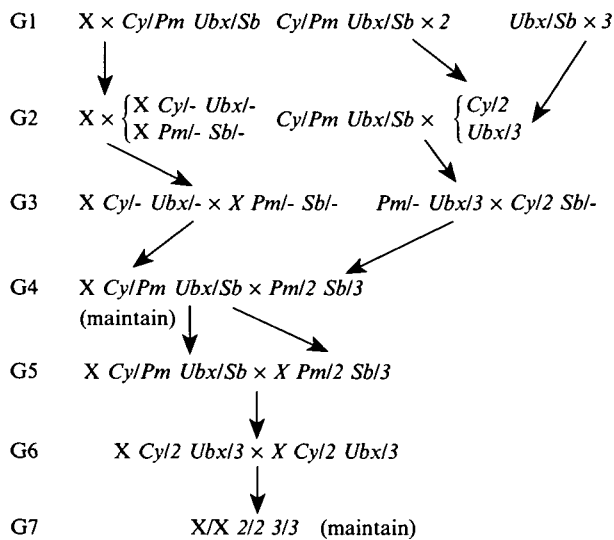 G1 X × Cy/Pm Ubx/Sb Cy/Pm Ubx/Sb × 2 Ubx/Sb × 3
G2 X × { X Cy/- Ubx/- Cy/Pm Ubx/Sb × { Cy/2
X Pm/- Sb/- Ubx/3
G3 X Cy/- Ubx/- × X Pm/- Sb/- Pm/- Ubx/3 × Cy/2 Sb/-
G4 X Cy/Pm Ubx/Sb × Pm/2 Sb/3
(maintain)
G5 X Cy/Pm Ubx/Sb × X Pm/2 Sb/3
G6 X Cy/2 Ubx/3 × X Cy/2 Ubx/3
G7 X/X 2/2 3/3 (maintain)